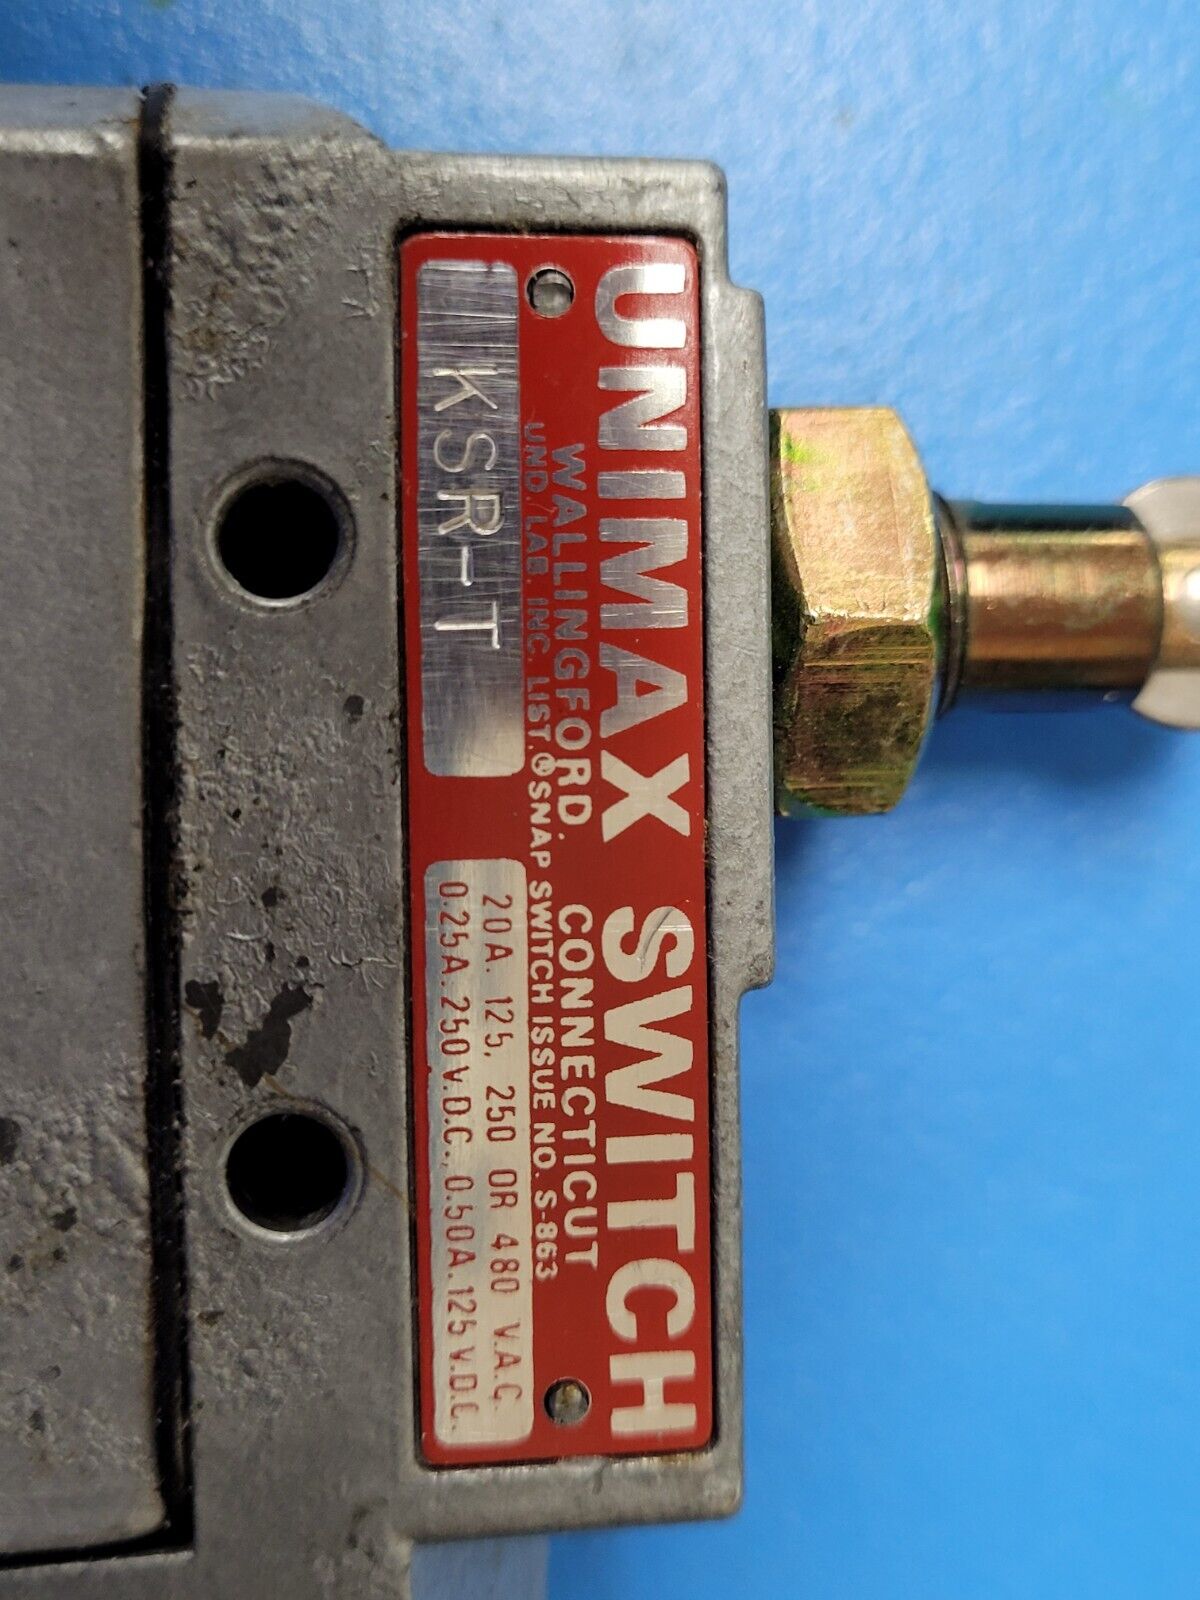 UNIMAX SWITCH
WALLINGFORD. CONNECTICUT
UND. LAB. INC. LIST. ® SNAP SWITCH ISSUE NO. S-863
KSR-T
20A. 125, 250 OR 480 V.A.C.
0.25A. 250 V.D.C., 0.50A. 125 V.D.C.